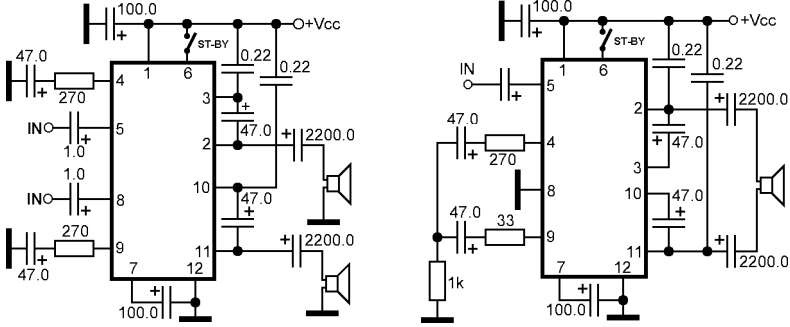 100.0 +Vcc
+
ST-BY
47.0 0.22
1 6 0.22
+ 4
270 3 +
47.0
IN 5 2 + 2200.0
+
1.0
1.0 10
IN 8 47.0
+ +
270 11 + 2200.0
+ 9
47.0 7 12
+
100.0
100.0 +Vcc
+
ST-BY
0.22
IN 1 6 0.22
5
+ 2 + 2200.0
47.0 +
4 47.0
+ 270 3
8 10 47.0
47.0 33 +
9 11
+ + 2200.0
1k 7 12
+
100.0